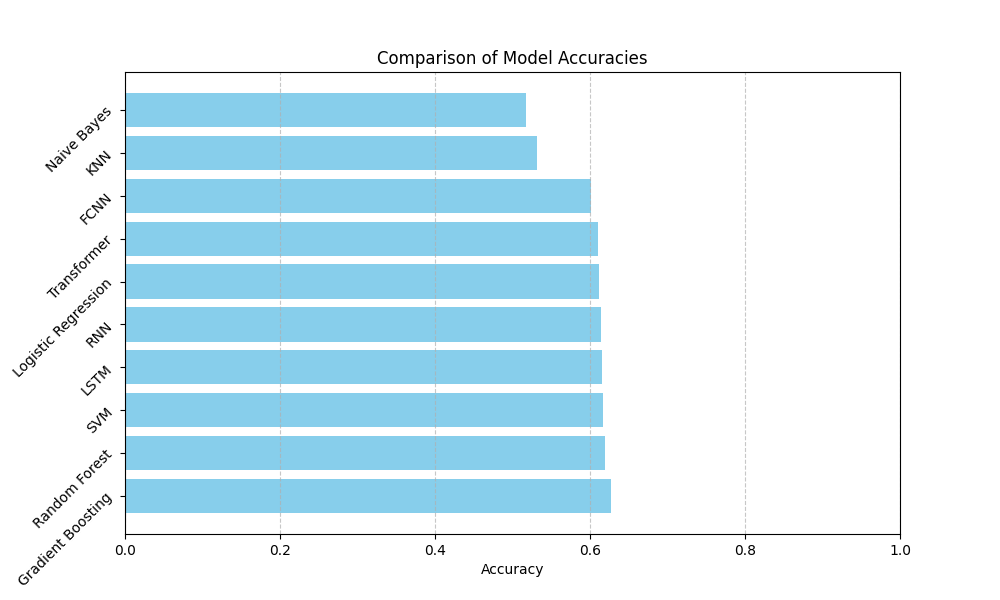 Comparison of Model Accuracies
Naive Bayes
KNN
FCNN
Transformer
Logistic Regression
RNN
LSTM
SVM
Random Forest
Gradient Boosting
0.0 0.2 0.4 0.6 0.8 1.0
Accuracy